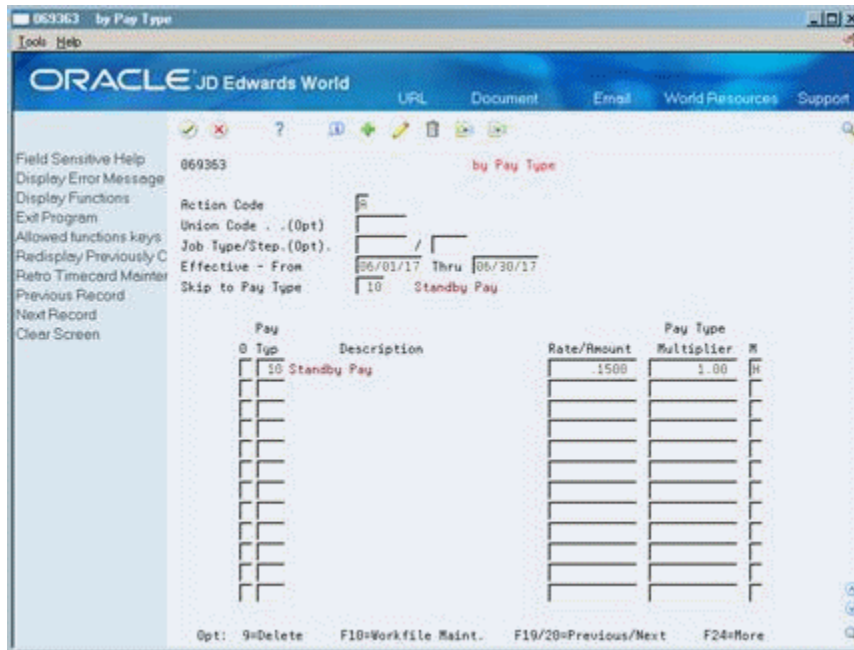 069363 by Pay Type
Tools Help
ORACLE JD Edwards World
URL Document Email World Resources Support
Field Sensitive Help
Display Error Message
Display Functions
Exit Program
Allowed functions keys
Redisplay Previously C
Retro Timecard Mainter
Previous Record
Next Record
Clear Screen
069363 by Pay Type
Action Code A
Union Code . .(Opt)
Job Type/Step.(Opt). /
Effective - From 06/01/17 Thru 06/30/17
Skip to Pay Type 10 Standby Pay
Pay Pay Type
O Typ Description Rate/Amount Multiplier M
10 Standby Pay .1500 1.00 H
Opt: 9=Delete F10=Workfile Maint. F19/20=Previous/Next F24=More